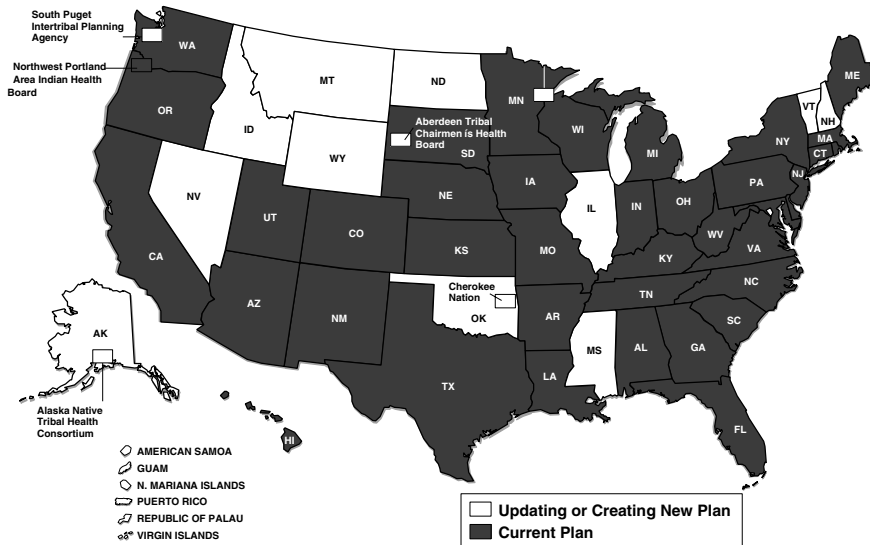 South Puget
Intertribal Planning
Agency
Northwest Portland
Area Indian Health
Board
WA
OR
CA
NV
ID
MT
WY
UT
CO
AZ
NM
ND
Aberdeen Tribal
Chairmen ís Health
Board
SD
NE
KS
Cherokee
Nation
OK
TX
MN
IA
MO
AR
LA
WI
IL
MS
MI
IN
OH
KY
TN
AL
GA
FL
SC
NC
VA
WV
PA
NY
NJ
CT
MA
VT
NH
ME
AK
Alaska Native
Tribal Health
Consortium
HI
AMERICAN SAMOA
GUAM
N. MARIANA ISLANDS
PUERTO RICO
REPUBLIC OF PALAU
VIRGIN ISLANDS
Updating or Creating New Plan
Current Plan